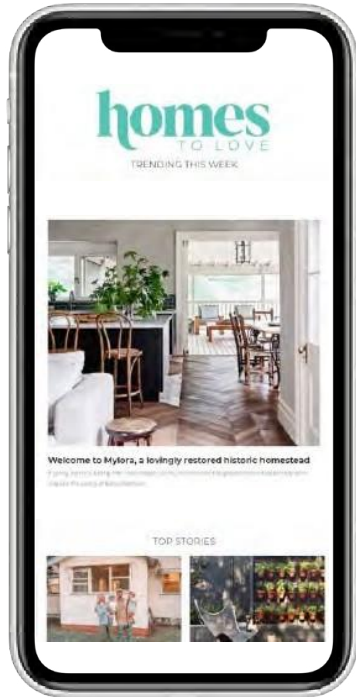 homes
TO LOVE
TRENDING THIS WEEK
Welcome to Mylora, a lovingly restored historic homestead
TOP STORIES